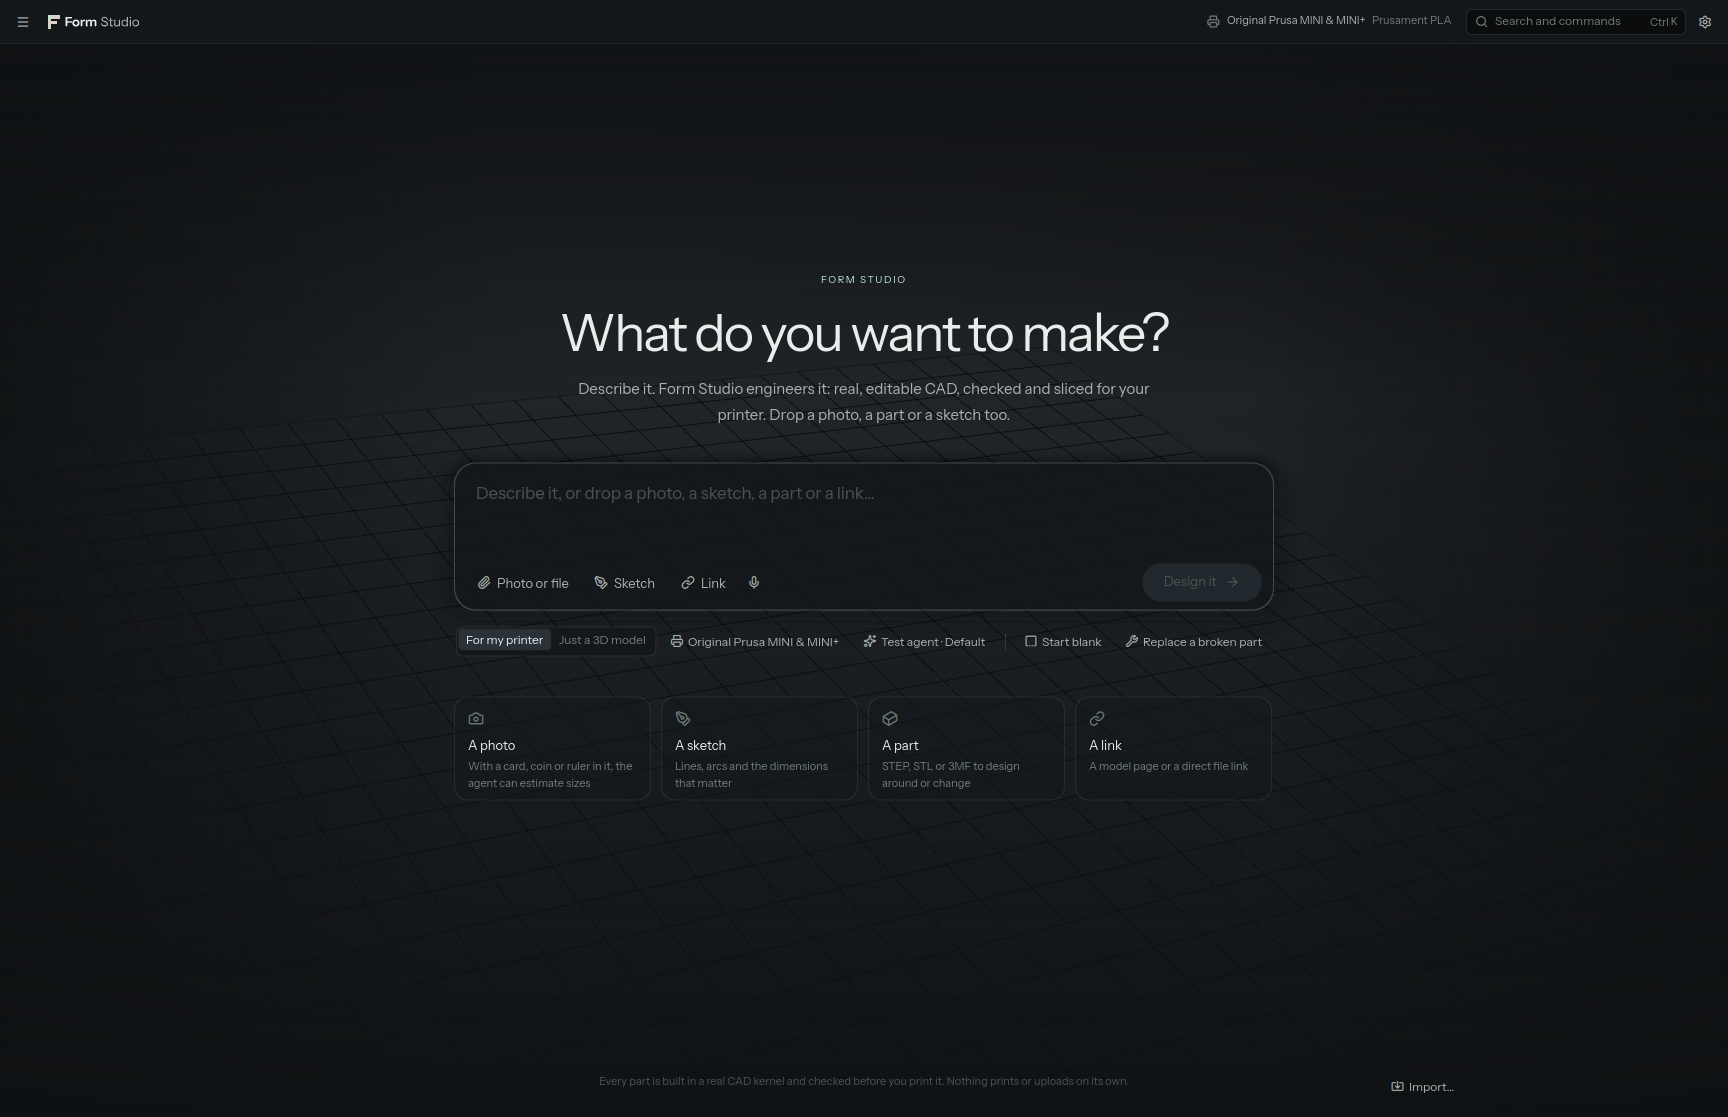 Form Studio
Original Prusa MINI & MINI+ Prusament PLA
Search and commands Ctrl K
FORM STUDIO
What do you want to make?
Describe it. Form Studio engineers it: real, editable CAD, checked and sliced for your
printer. Drop a photo, a part or a sketch too.
Describe it, or drop a photo, a sketch, a part or a link...
Photo or file Sketch Link
Design it
For my printer Just a 3D model Original Prusa MINI & MINI+ Test agent · Default Start blank Replace a broken part
A photo
With a card, coin or ruler in it, the
agent can estimate sizes
A sketch
Lines, arcs and the dimensions
that matter
A part
STEP, STL or 3MF to design
around or change
A link
A model page or a direct file link
Every part is built in a real CAD kernel and checked before you print it. Nothing prints or uploads on its own.
Import...